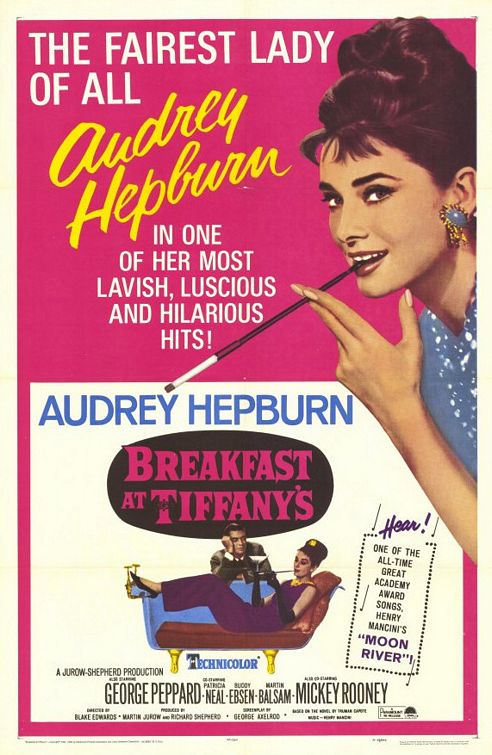 THE FAIREST LADY
OF ALL
Audrey
Hepburn
IN ONE
OF HER MOST
LAVISH, LUSCIOUS
AND HILARIOUS
HITS!
AUDREY HEPBURN
BREAKFAST
AT TIFFANY'S
Hear!
ONE OF THE
ALL-TIME
GREAT
ACADEMY
AWARD
SONGS,
HENRY
MANCINI'S
"MOON
RIVER"!
TECHNICOLOR
A JUROW-SHEPHERD PRODUCTION
ALSO STARRING
GEORGE PEPPARD
CO-STARRING
PATRICIA NEAL · BUDDY EBSEN · MARTIN BALSAM
ALSO CO-STARRING
MICKEY ROONEY
DIRECTED BY
BLAKE EDWARDS
PRODUCED BY
MARTIN JUROW AND RICHARD SHEPHERD
SCREENPLAY BY
GEORGE AXELROD
BASED ON THE NOVEL BY TRUMAN CAPOTE
MUSIC—HENRY MANCINI
A PARAMOUNT
RE-RELEASE